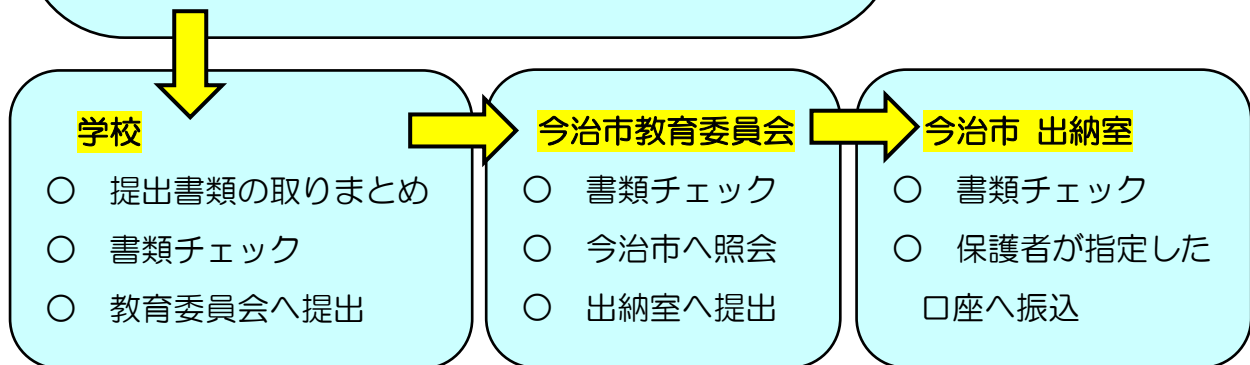 学校
○ 提出書類の取りまとめ
○ 書類チェック
○ 教育委員会へ提出
今治市教育委員会
○ 書類チェック
○ 今治市へ照会
○ 出納室へ提出
今治市 出納室
○ 書類チェック
○ 保護者が指定した
口座へ振込